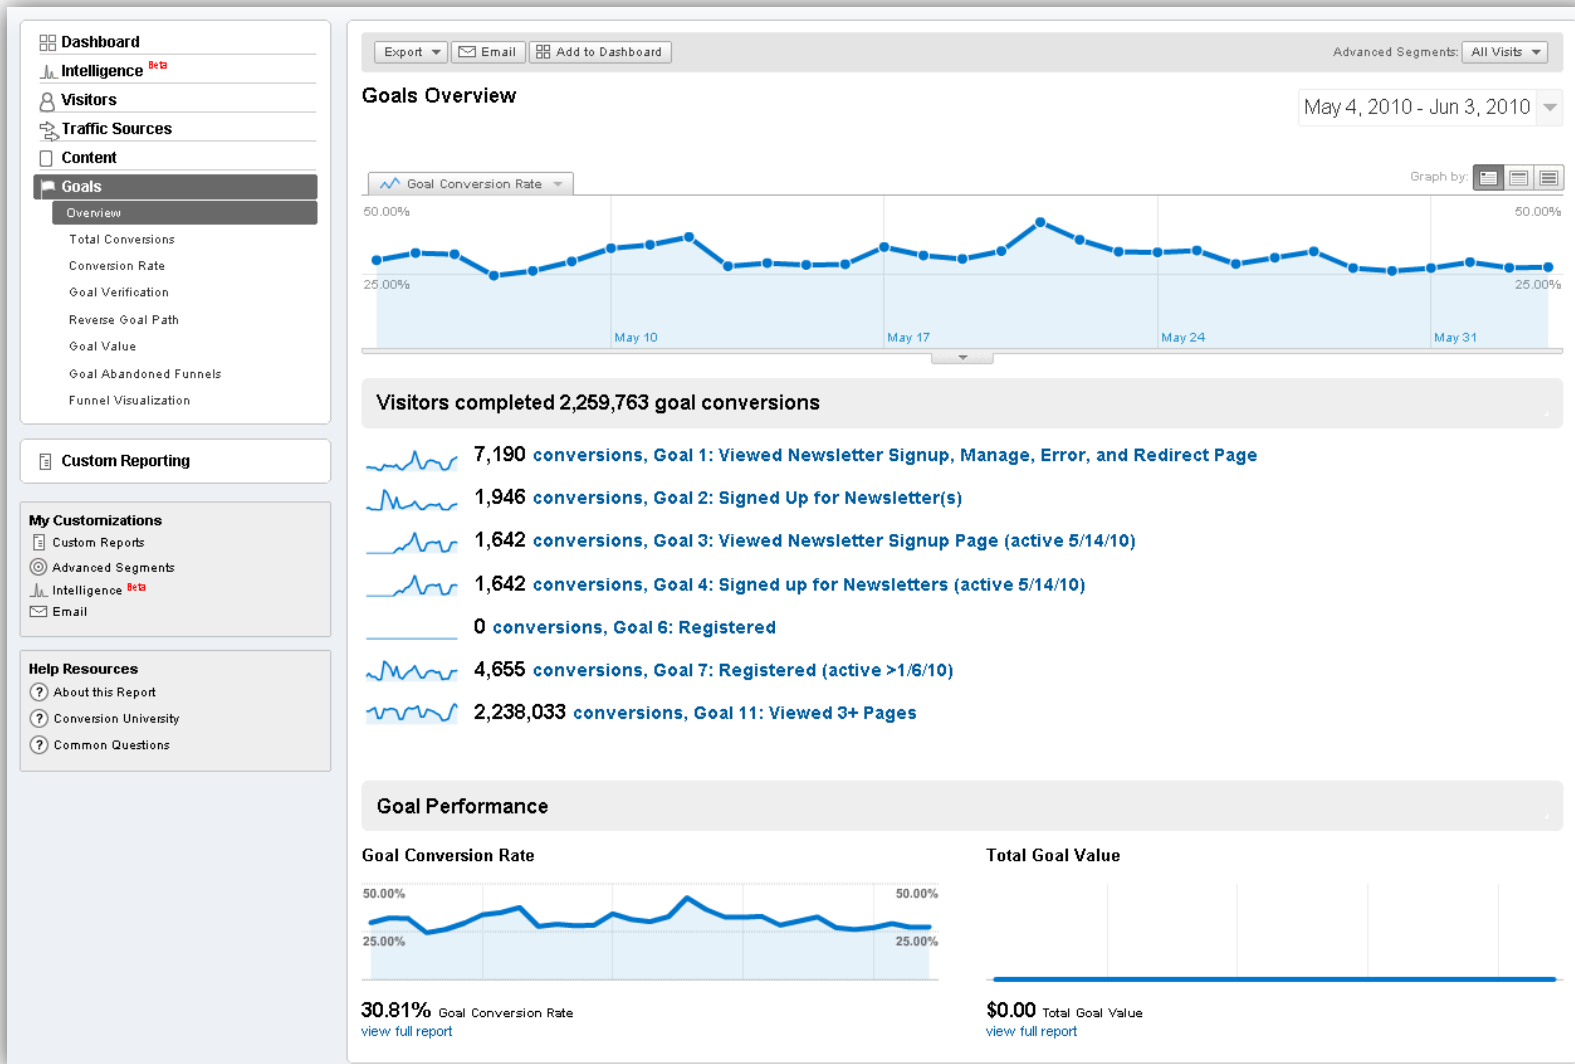 Dashboard
Intelligence Beta
Visitors
Traffic Sources
Content
Goals
Overview
Total Conversions
Conversion Rate
Goal Verification
Reverse Goal Path
Goal Value
Goal Abandoned Funnels
Funnel Visualization
Custom Reporting
My Customizations
Custom Reports
Advanced Segments
Intelligence Beta
Email
Help Resources
? About this Report
? Conversion University
? Common Questions
Export Email Add to Dashboard
Advanced Segments: All Visits
Goals Overview
May 4, 2010 - Jun 3, 2010
Goal Conversion Rate
Graph by:
50.00% 50.00%
25.00% 25.00%
May 10 May 17 May 24 May 31
Visitors completed 2,259,763 goal conversions
7,190 conversions, Goal 1: Viewed Newsletter Signup, Manage, Error, and Redirect Page
1,946 conversions, Goal 2: Signed Up for Newsletter(s)
1,642 conversions, Goal 3: Viewed Newsletter Signup Page (active 5/14/10)
1,642 conversions, Goal 4: Signed up for Newsletters (active 5/14/10)
0 conversions, Goal 6: Registered
4,655 conversions, Goal 7: Registered (active >1/6/10)
2,238,033 conversions, Goal 11: Viewed 3+ Pages
Goal Performance
Goal Conversion Rate
50.00% 50.00%
25.00% 25.00%
30.81% Goal Conversion Rate
view full report
Total Goal Value
$0.00 Total Goal Value
view full report